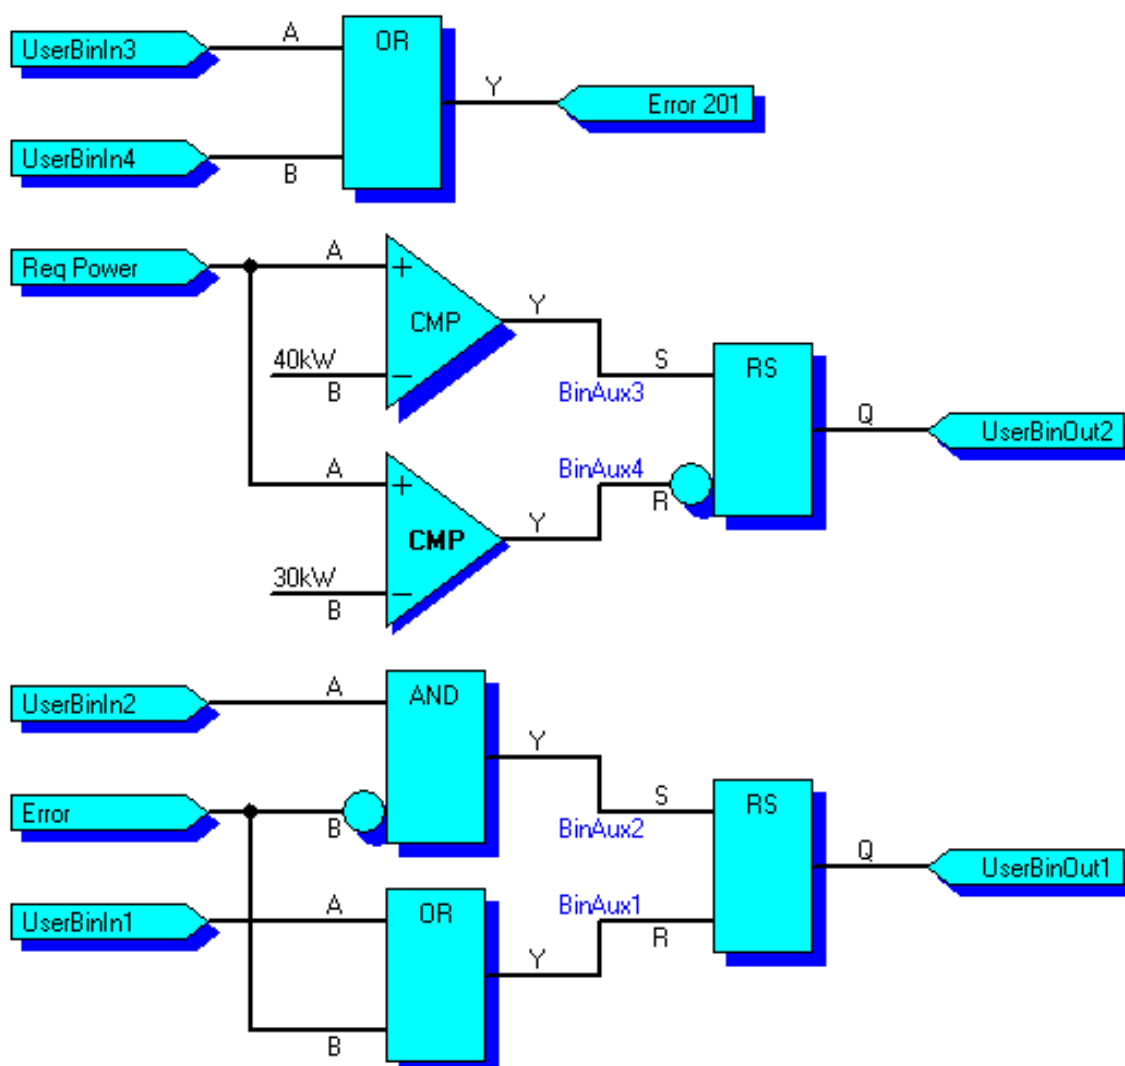 UserBinIn3
A
OR
Y
Error 201
UserBinIn4
B
Req Power
A
+
CMP
Y
40kW
B
−
BinAux3
S
RS
Q
UserBinOut2
A
+
BinAux4
R
CMP
Y
30kW
B
−
UserBinIn2
A
AND
Y
Error
B
BinAux2
S
RS
Q
UserBinOut1
UserBinIn1
A
OR
BinAux1
R
Y
B